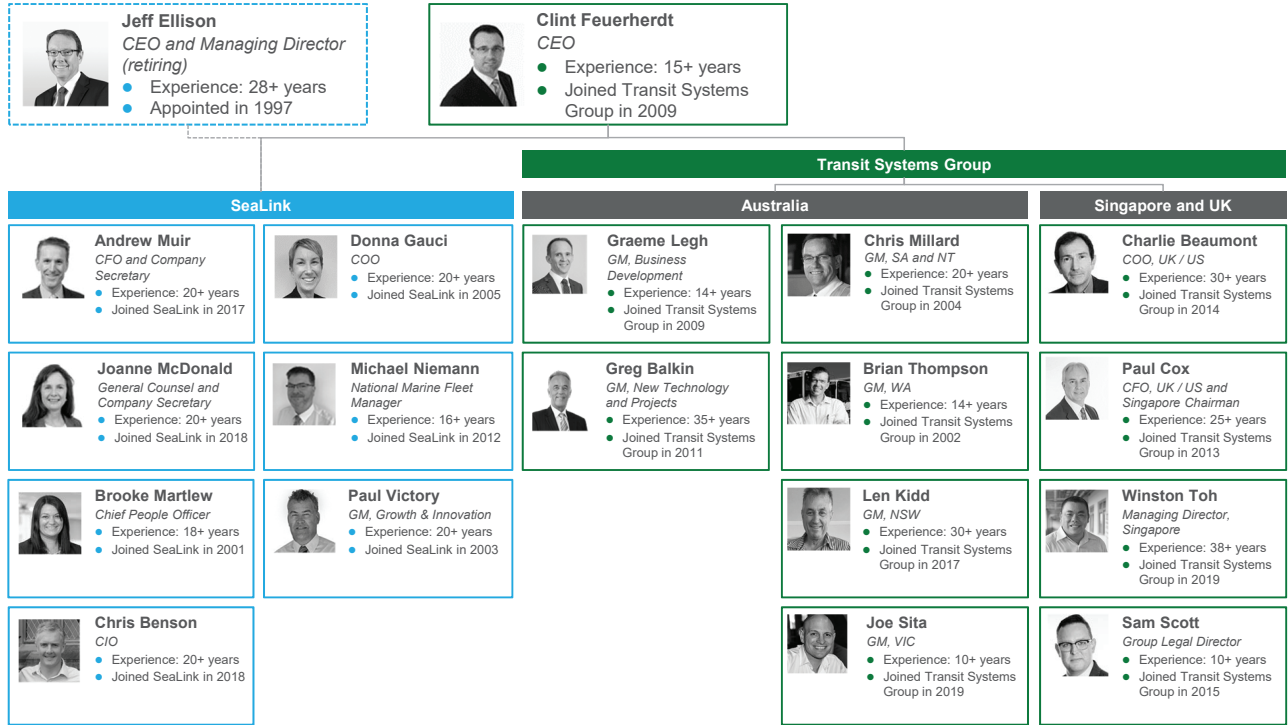 Jeff Ellison
CEO and Managing Director
(retiring)
● Experience: 28+ years
● Appointed in 1997
Clint Feuerherdt
CEO
● Experience: 15+ years
● Joined Transit Systems
Group in 2009
Transit Systems Group
SeaLink
Australia
Singapore and UK
Andrew Muir
CFO and Company
Secretary
● Experience: 20+ years
● Joined SeaLink in 2017
Donna Gauci
COO
● Experience: 20+ years
● Joined SeaLink in 2005
Graeme Legh
GM, Business
Development
● Experience: 14+ years
● Joined Transit Systems
Group in 2009
Chris Millard
GM, SA and NT
● Experience: 20+ years
● Joined Transit Systems
Group in 2004
Charlie Beaumont
COO, UK / US
● Experience: 30+ years
● Joined Transit Systems
Group in 2014
Joanne McDonald
General Counsel and
Company Secretary
● Experience: 20+ years
● Joined SeaLink in 2018
Michael Niemann
National Marine Fleet
Manager
● Experience: 16+ years
● Joined SeaLink in 2012
Greg Balkin
GM, New Technology
and Projects
● Experience: 35+ years
● Joined Transit Systems
Group in 2011
Brian Thompson
GM, WA
● Experience: 14+ years
● Joined Transit Systems
Group in 2002
Paul Cox
CFO, UK / US and
Singapore Chairman
● Experience: 25+ years
● Joined Transit Systems
Group in 2013
Brooke Martlew
Chief People Officer
● Experience: 18+ years
● Joined SeaLink in 2001
Paul Victory
GM, Growth & Innovation
● Experience: 20+ years
● Joined SeaLink in 2003
Len Kidd
GM, NSW
● Experience: 30+ years
● Joined Transit Systems
Group in 2017
Winston Toh
Managing Director,
Singapore
● Experience: 38+ years
● Joined Transit Systems
Group in 2019
Chris Benson
CIO
● Experience: 20+ years
● Joined SeaLink in 2018
Joe Sita
GM, VIC
● Experience: 10+ years
● Joined Transit Systems
Group in 2019
Sam Scott
Group Legal Director
● Experience: 10+ years
● Joined Transit Systems
Group in 2015